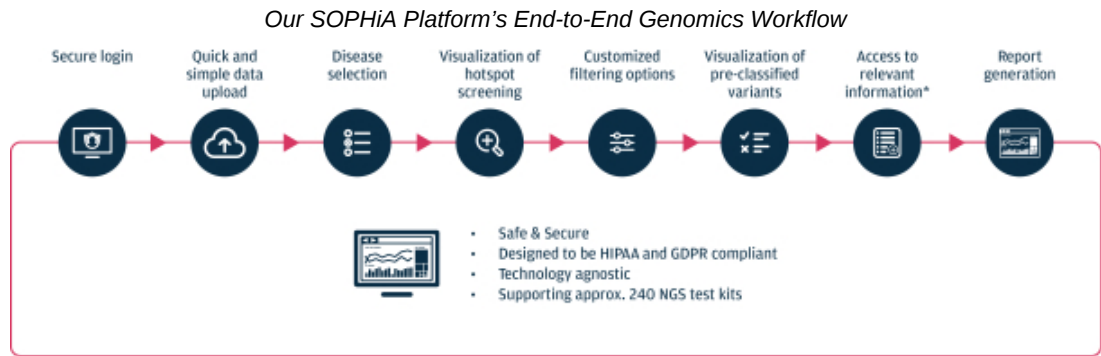 Our SOPHiA Platform's End-to-End Genomics Workflow
Secure login
Quick and
simple data
upload
Disease
selection
Visualization of
hotspot
screening
Customized
filtering options
Visualization of
pre-classified
variants
Access to
relevant
information*
Report
generation
• Safe & Secure
• Designed to be HIPAA and GDPR compliant
• Technology agnostic
• Supporting approx. 240 NGS test kits